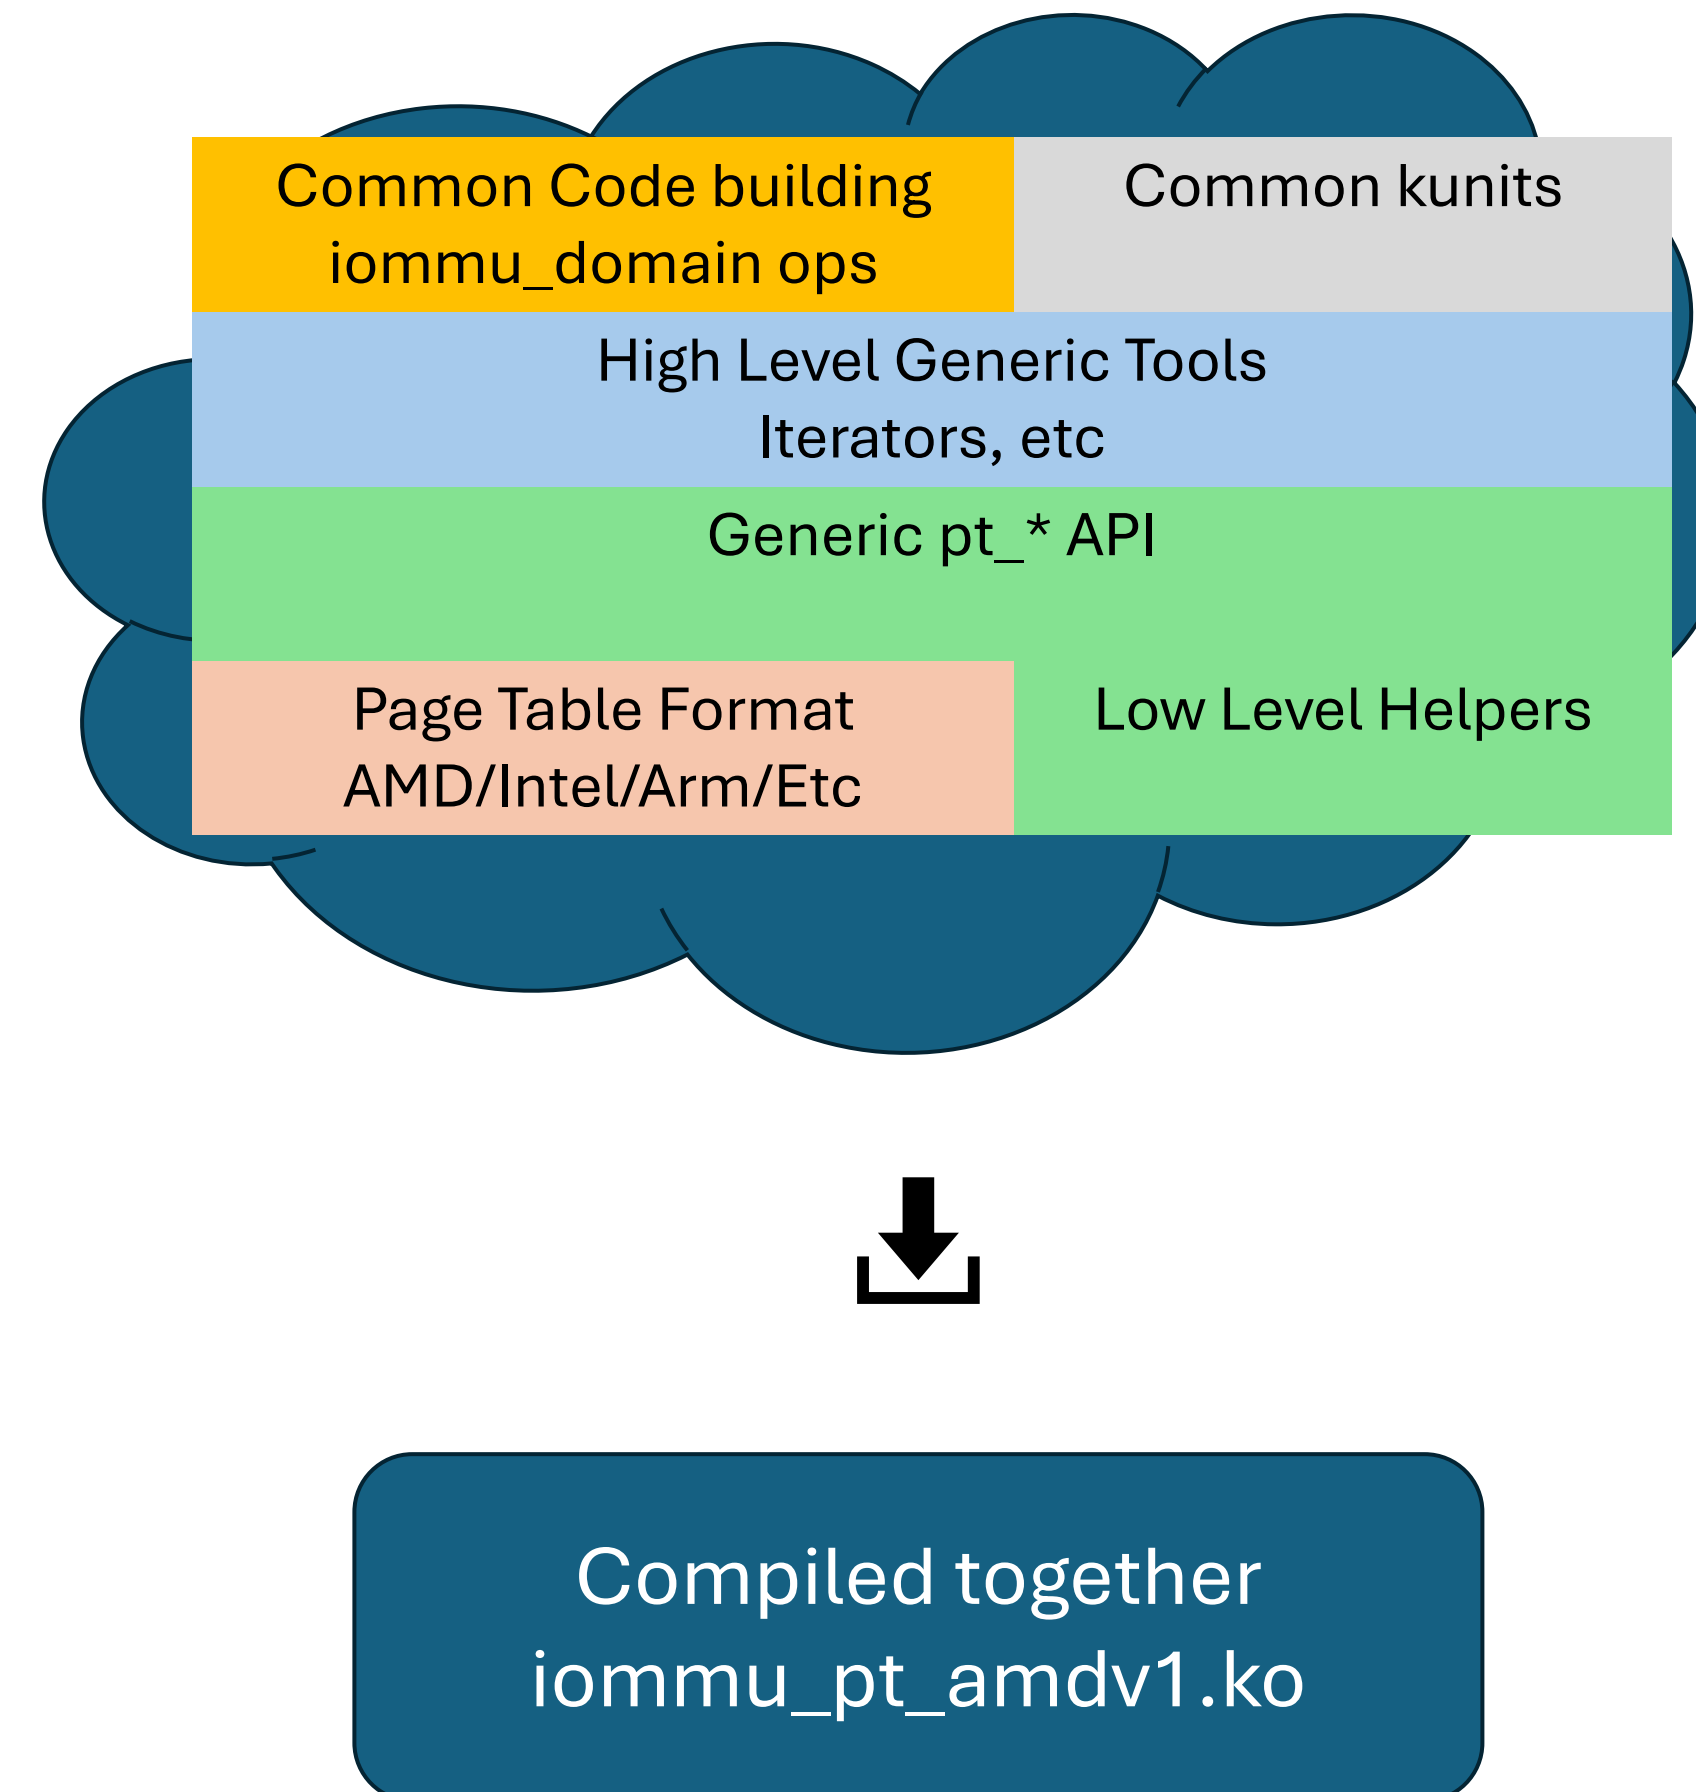 Common Code building
iommu_domain ops
Common kunits
High Level Generic Tools
Iterators, etc
Generic pt_* API
Page Table Format
AMD/Intel/Arm/Etc
Low Level Helpers
Compiled together
iommu_pt_amdv1.ko